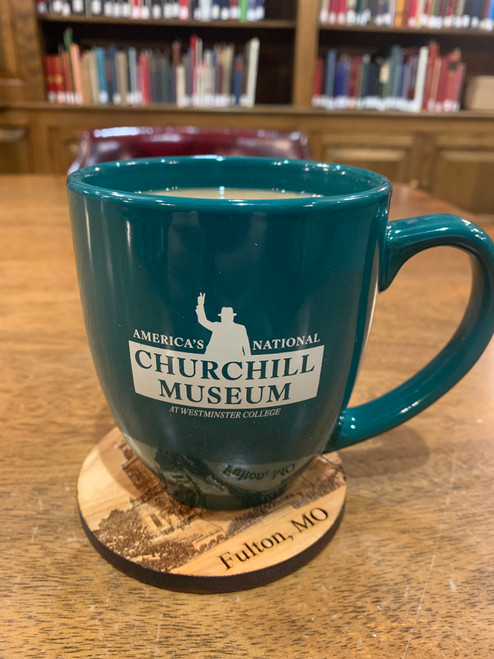 AMERICA'S NATIONAL
CHURCHILL
MUSEUM
AT WESTMINSTER COLLEGE
Fulton, MO